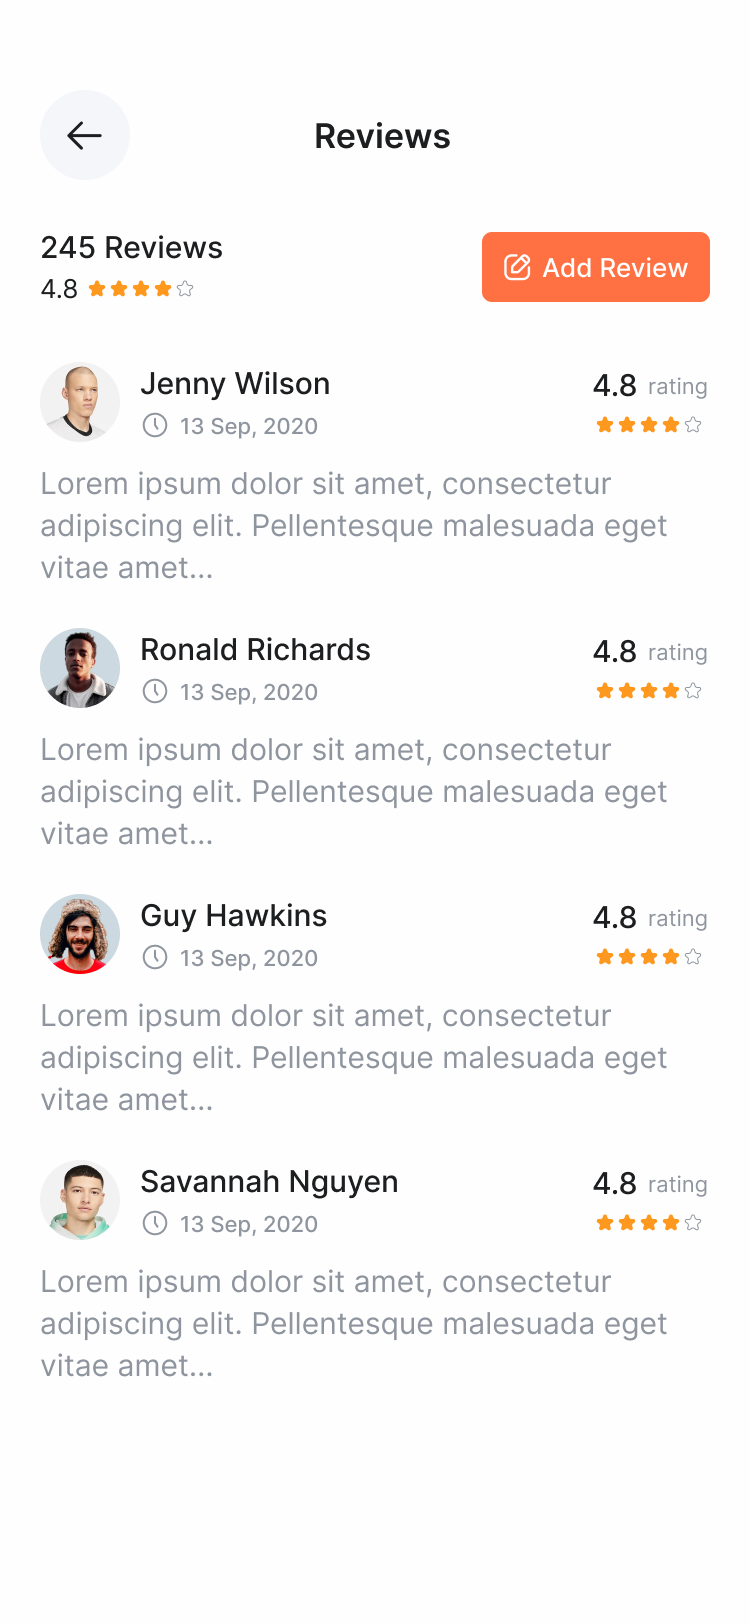 Reviews
245 Reviews
4.8
Add Review
Jenny Wilson
13 Sep, 2020
4.8 rating
Lorem ipsum dolor sit amet, consectetur
adipiscing elit. Pellentesque malesuada eget
vitae amet...
Ronald Richards
13 Sep, 2020
4.8 rating
Lorem ipsum dolor sit amet, consectetur
adipiscing elit. Pellentesque malesuada eget
vitae amet...
Guy Hawkins
13 Sep, 2020
4.8 rating
Lorem ipsum dolor sit amet, consectetur
adipiscing elit. Pellentesque malesuada eget
vitae amet...
Savannah Nguyen
13 Sep, 2020
4.8 rating
Lorem ipsum dolor sit amet, consectetur
adipiscing elit. Pellentesque malesuada eget
vitae amet...